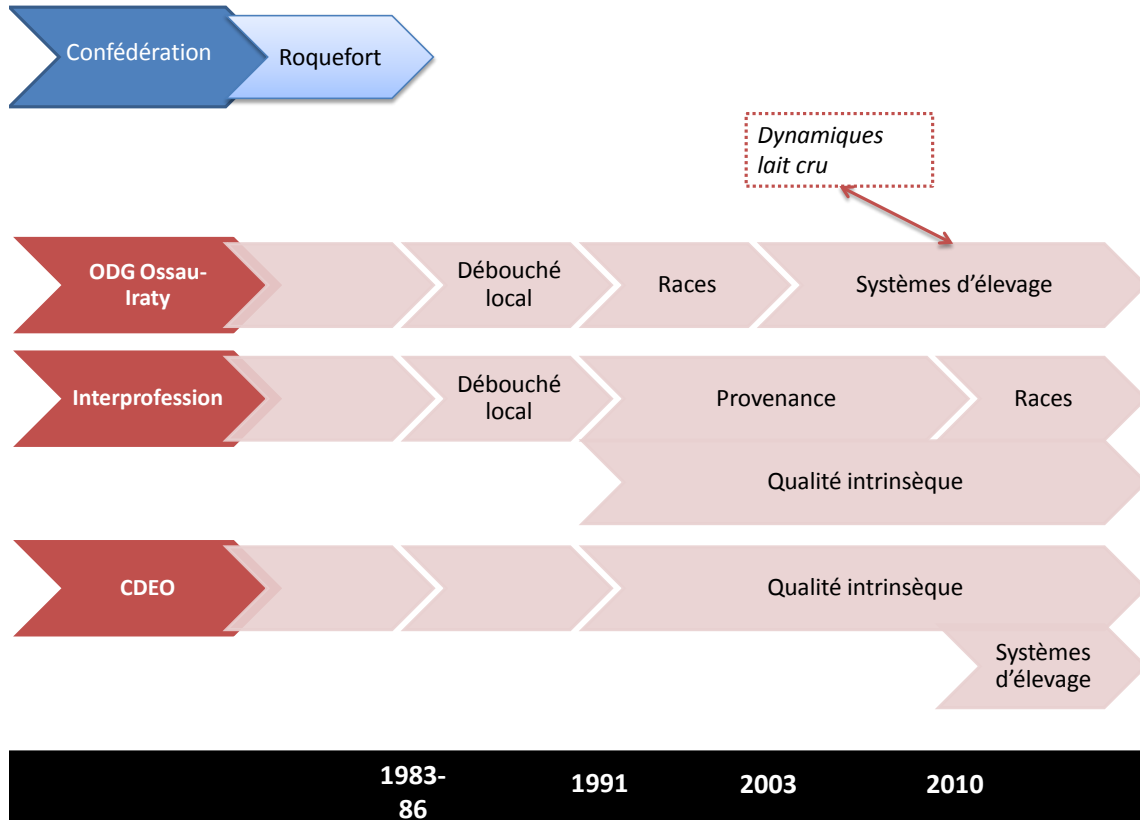 Confédération
Roquefort
Dynamiques
lait cru
ODG Ossau-
Iraty
Débouché
local
Races
Systèmes d’élevage
Interprofession
Débouché
local
Provenance
Races
Qualité intrinsèque
CDEO
Qualité intrinsèque
Systèmes
d’élevage
1983-
86
1991
2003
2010